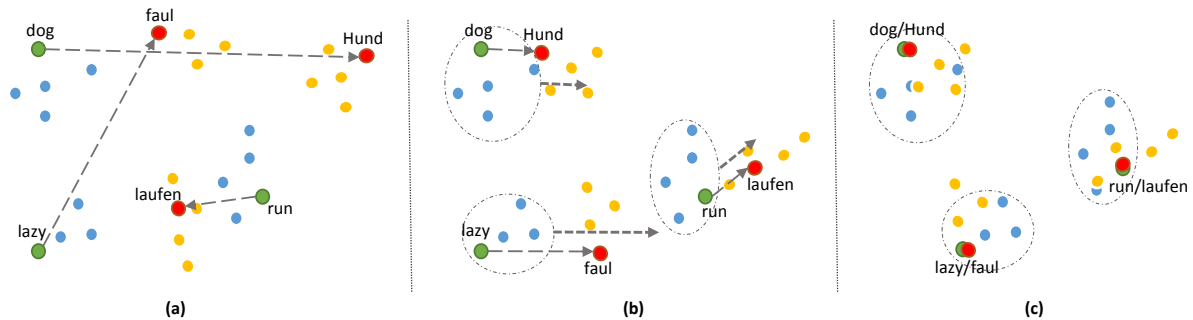 dog
faul
Hund
laufen
run
lazy
(a)
dog
Hund
laufen
run
lazy
faul
(b)
dog/Hund
run/laufen
lazy/faul
(c)